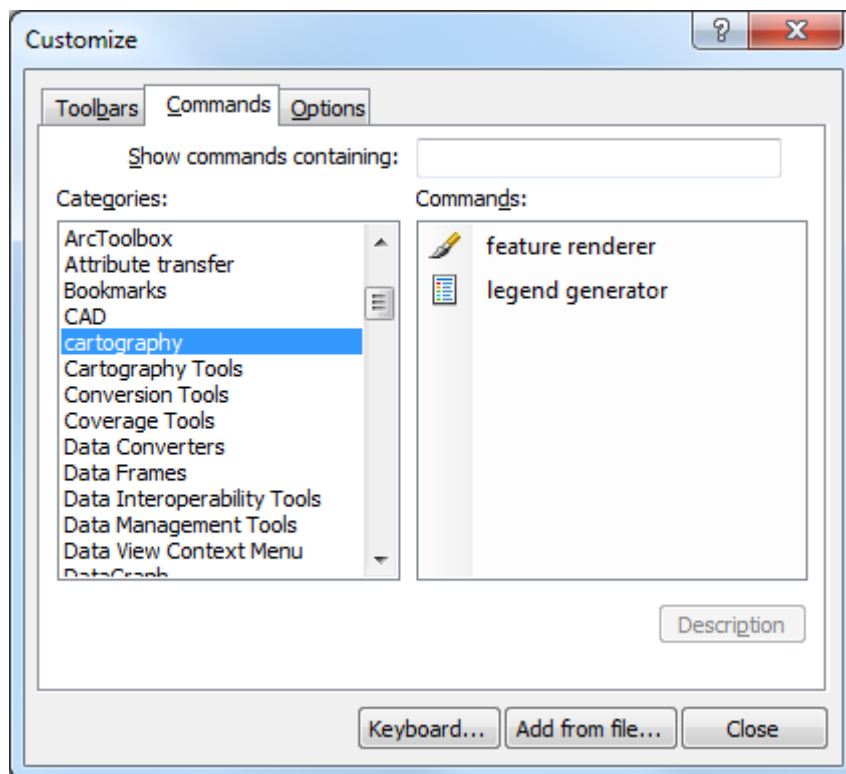 Customize
Toolbars Commands Options
Show commands containing:
Categories:
Commands:
ArcToolbox
Attribute transfer
Bookmarks
CAD
cartography
Cartography Tools
Conversion Tools
Coverage Tools
Data Converters
Data Frames
Data Interoperability Tools
Data Management Tools
Data View Context Menu
DataGraph
feature renderer
legend generator
Description
Keyboard... Add from file... Close